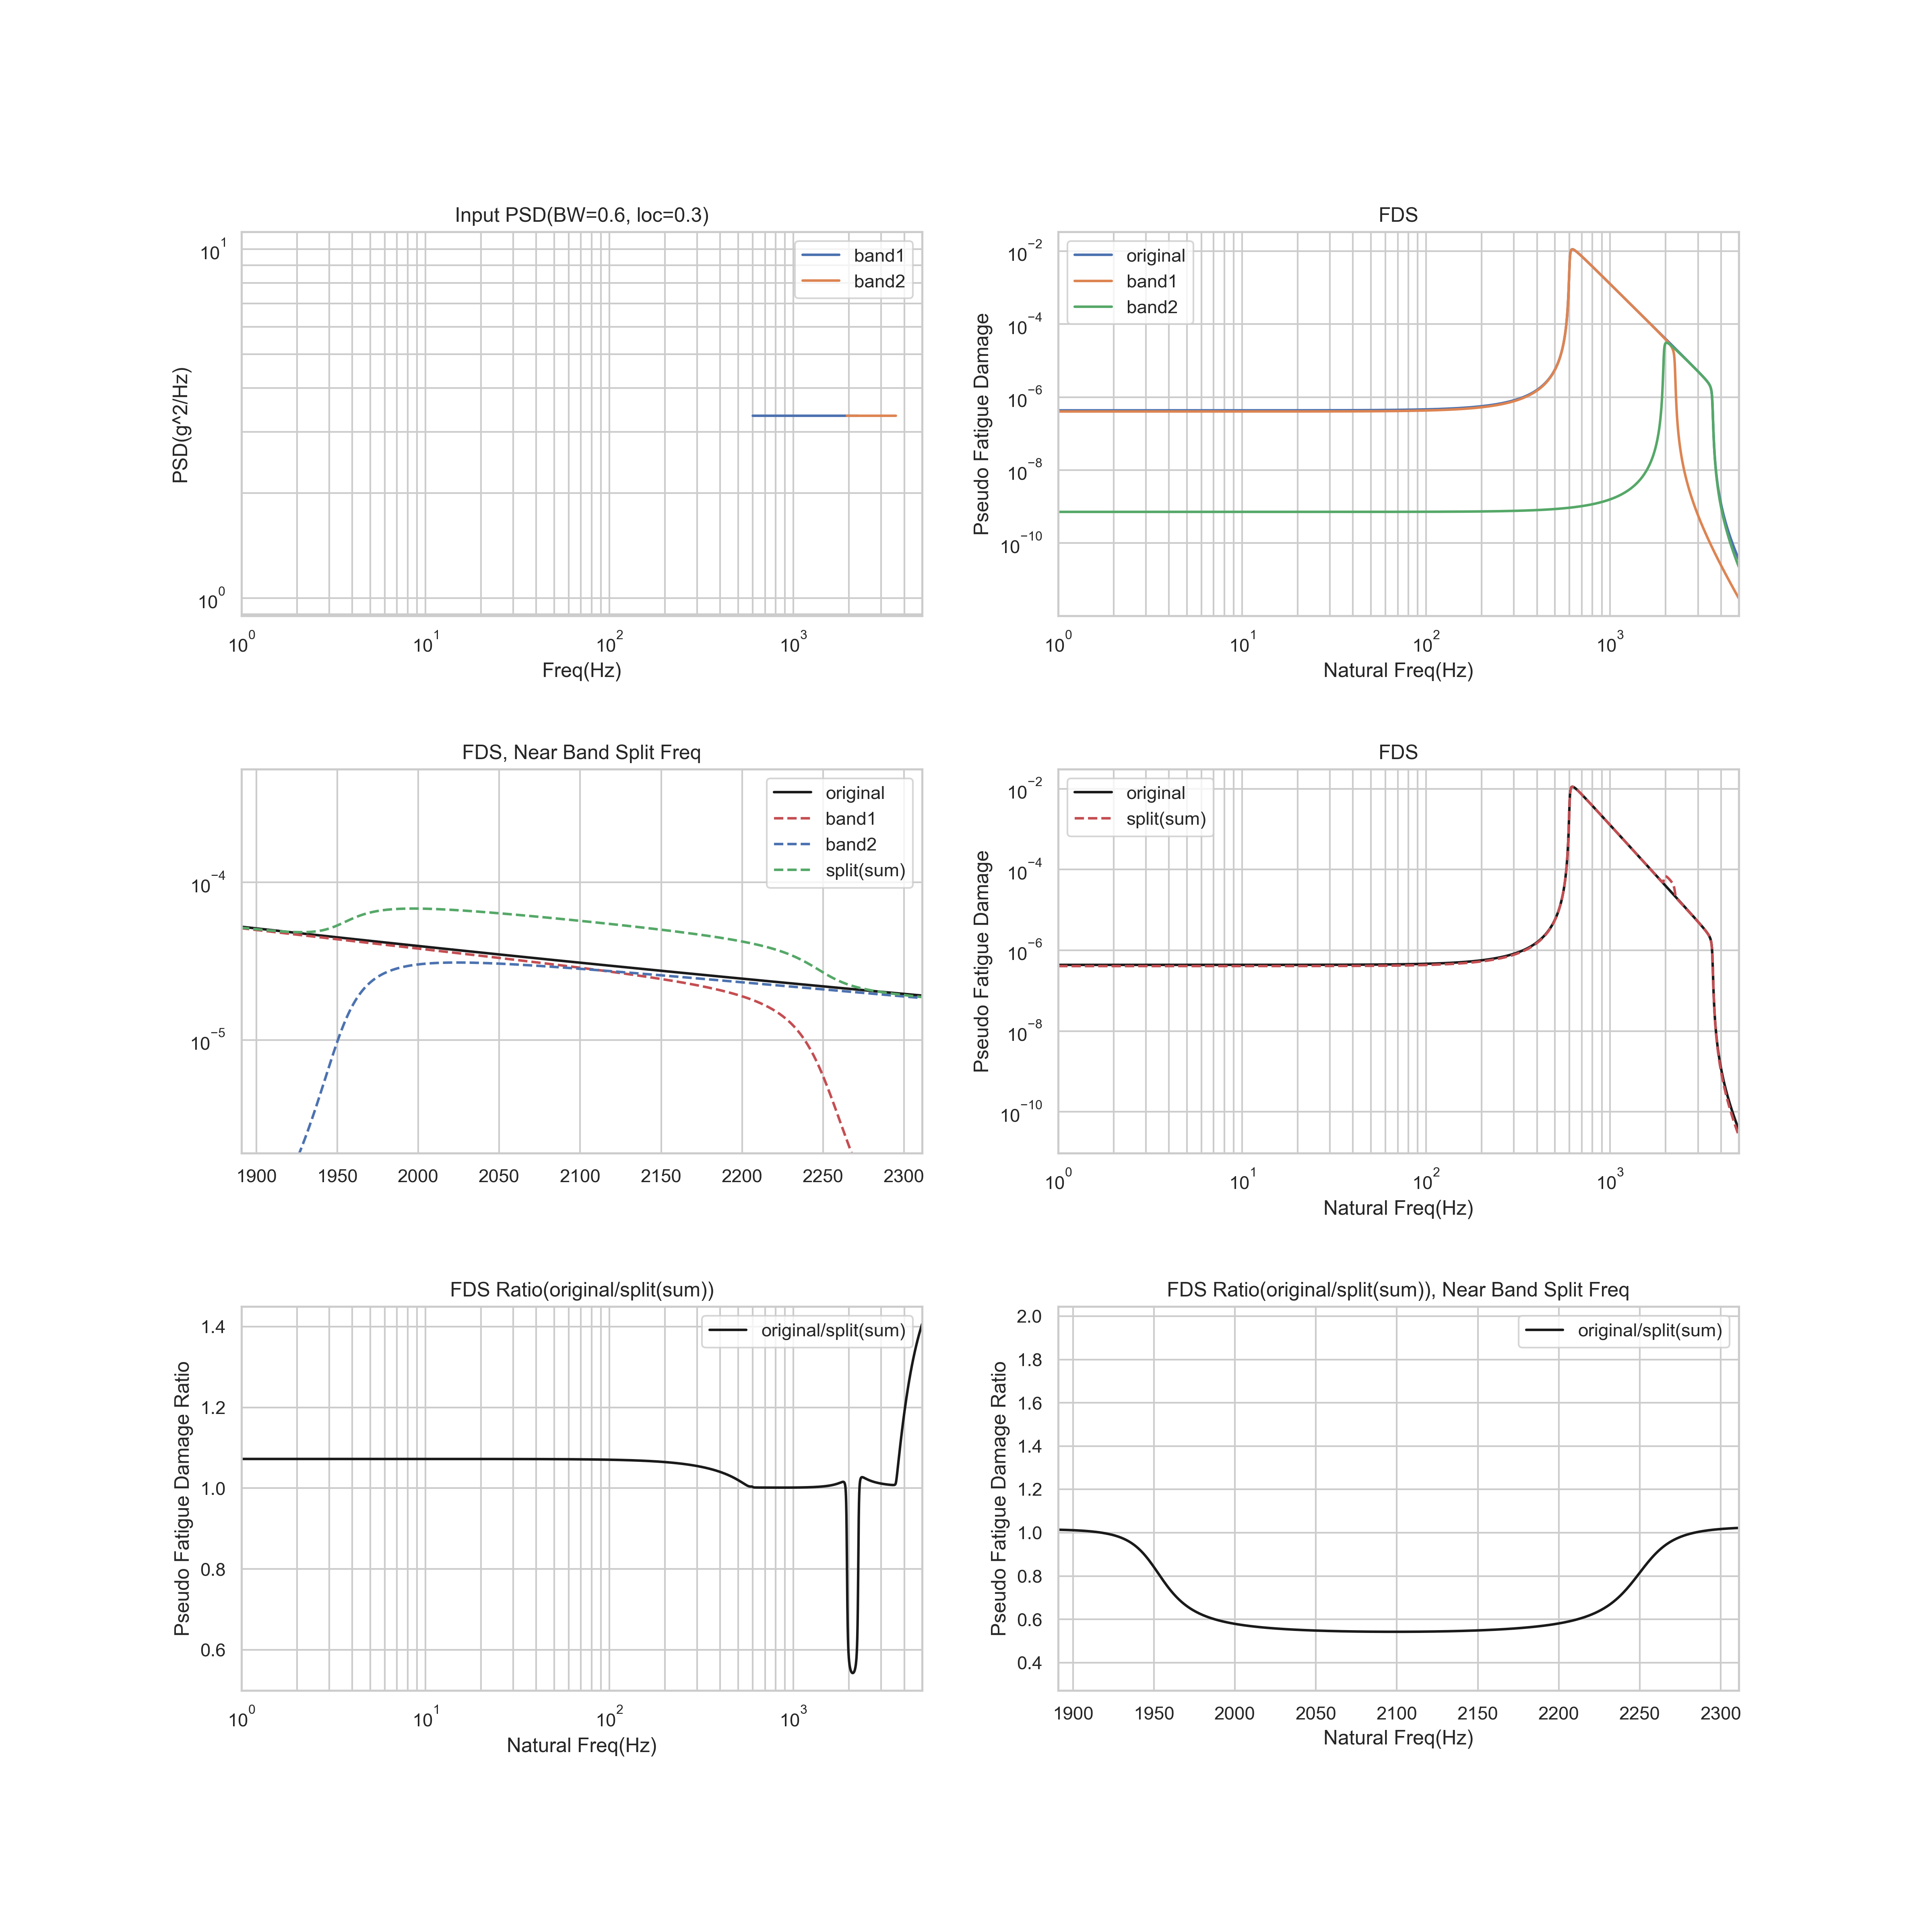 Input PSD(BW=0.6, loc=0.3)
PSD(g^2/Hz)
10^1
10^0
band1
band2
10^0 10^1 10^2 10^3
Freq(Hz)
FDS
Pseudo Fatigue Damage
10^−2
10^−4
10^−6
10^−8
10^−10
original
band1
band2
10^0 10^1 10^2 10^3
Natural Freq(Hz)
FDS, Near Band Split Freq
10^−4
10^−5
original
band1
band2
split(sum)
1900 1950 2000 2050 2100 2150 2200 2250 2300
FDS
Pseudo Fatigue Damage
10^−2
10^−4
10^−6
10^−8
10^−10
original
split(sum)
10^0 10^1 10^2 10^3
Natural Freq(Hz)
FDS Ratio(original/split(sum))
Pseudo Fatigue Damage Ratio
1.4
1.2
1.0
0.8
0.6
original/split(sum)
10^0 10^1 10^2 10^3
Natural Freq(Hz)
FDS Ratio(original/split(sum)), Near Band Split Freq
Pseudo Fatigue Damage Ratio
2.0
1.8
1.6
1.4
1.2
1.0
0.8
0.6
0.4
original/split(sum)
1900 1950 2000 2050 2100 2150 2200 2250 2300
Natural Freq(Hz)